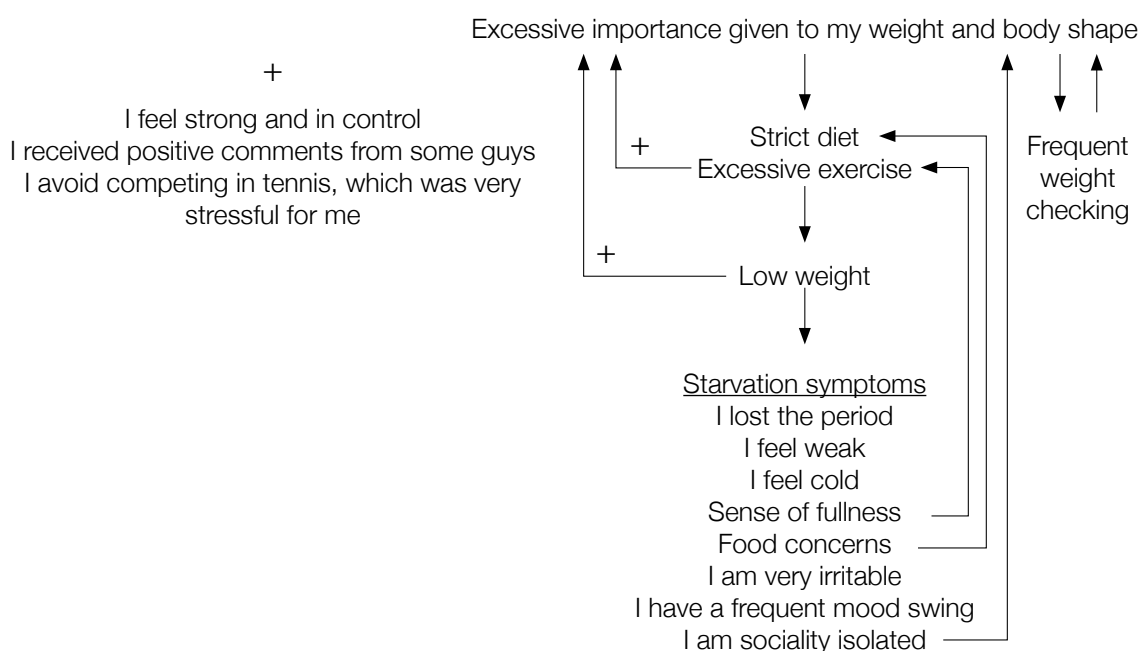 Excessive importance given to my weight and body shape
+
I feel strong and in control
I received positive comments from some guys
I avoid competing in tennis, which was very
stressful for me
Strict diet
+
Excessive exercise
Frequent
weight
checking
+
Low weight
Starvation symptoms
I lost the period
I feel weak
I feel cold
Sense of fullness
Food concerns
I am very irritable
I have a frequent mood swing
I am sociality isolated